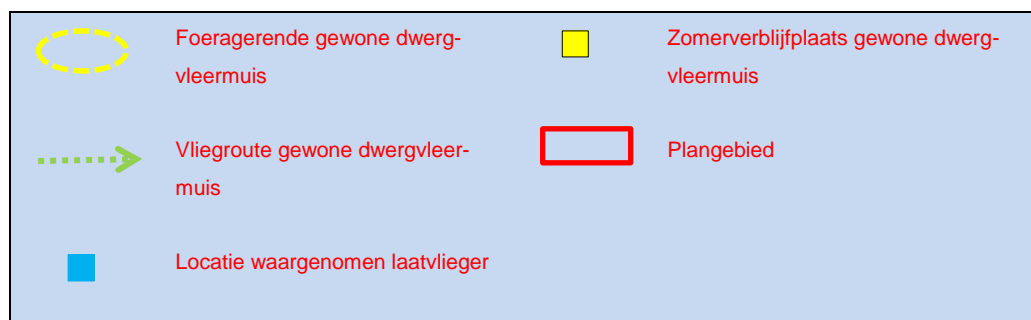 Foeragerende gewone dwerg-
vleermuis
Zomerverblijfplaats gewone dwerg-
vleermuis
Vliegroute gewone dwergvleer-
muis
Plangebied
Locatie waargenomen laatvlieger